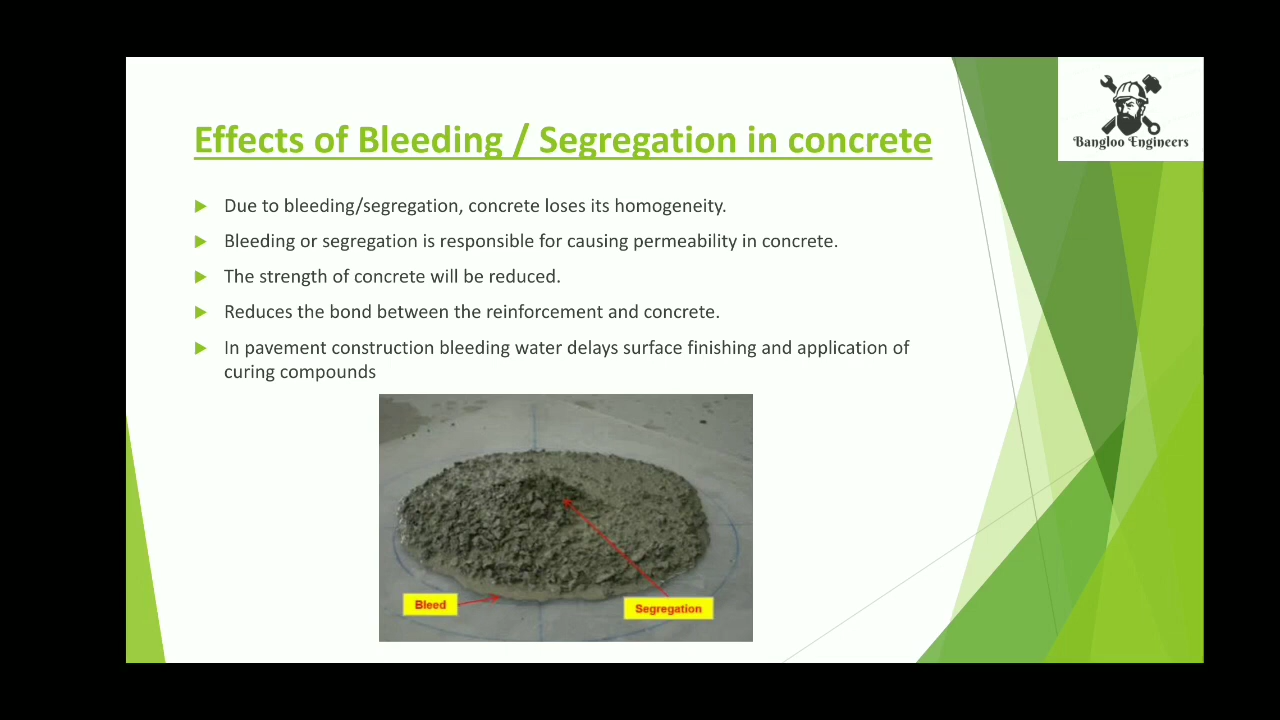 Bangloo Engineers
Effects of Bleeding / Segregation in concrete
Due to bleeding/segregation, concrete loses its homogeneity.
Bleeding or segregation is responsible for causing permeability in concrete.
The strength of concrete will be reduced.
Reduces the bond between the reinforcement and concrete.
In pavement construction bleeding water delays surface finishing and application of
curing compounds
Bleed
Segregation